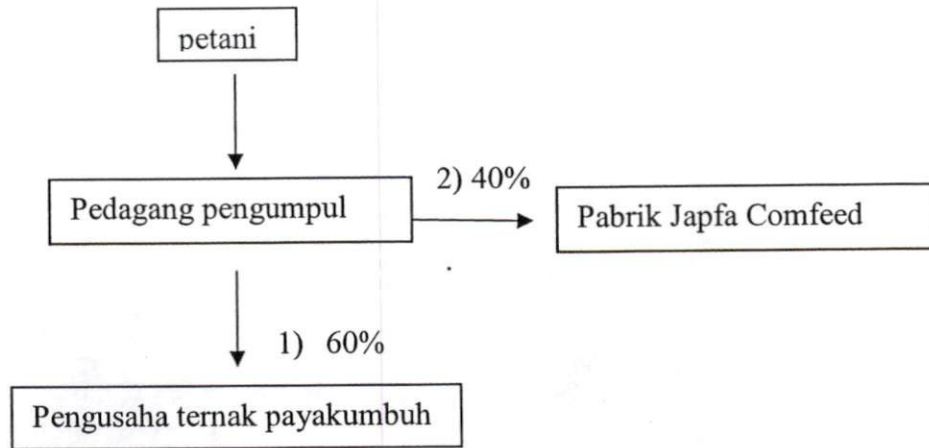 petani
2) 40%
Pedagang pengumpul
Pabrik Japfa Comfeed
1) 60%
Pengusaha ternak payakumbuh